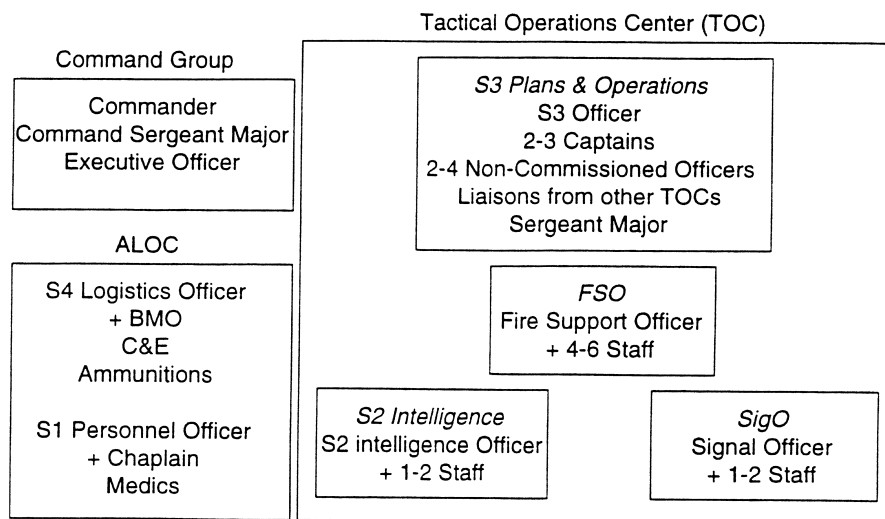 Tactical Operations Center (TOC)
Command Group
Commander
Command Sergeant Major
Executive Officer
ALOC
S4 Logistics Officer
+ BMO
C&E
Ammunitions
S1 Personnel Officer
+ Chaplain
Medics
S3 Plans & Operations
S3 Officer
2-3 Captains
2-4 Non-Commissioned Officers
Liaisons from other TOCs
Sergeant Major
FSO
Fire Support Officer
+ 4-6 Staff
S2 Intelligence
S2 intelligence Officer
+ 1-2 Staff
SigO
Signal Officer
+ 1-2 Staff